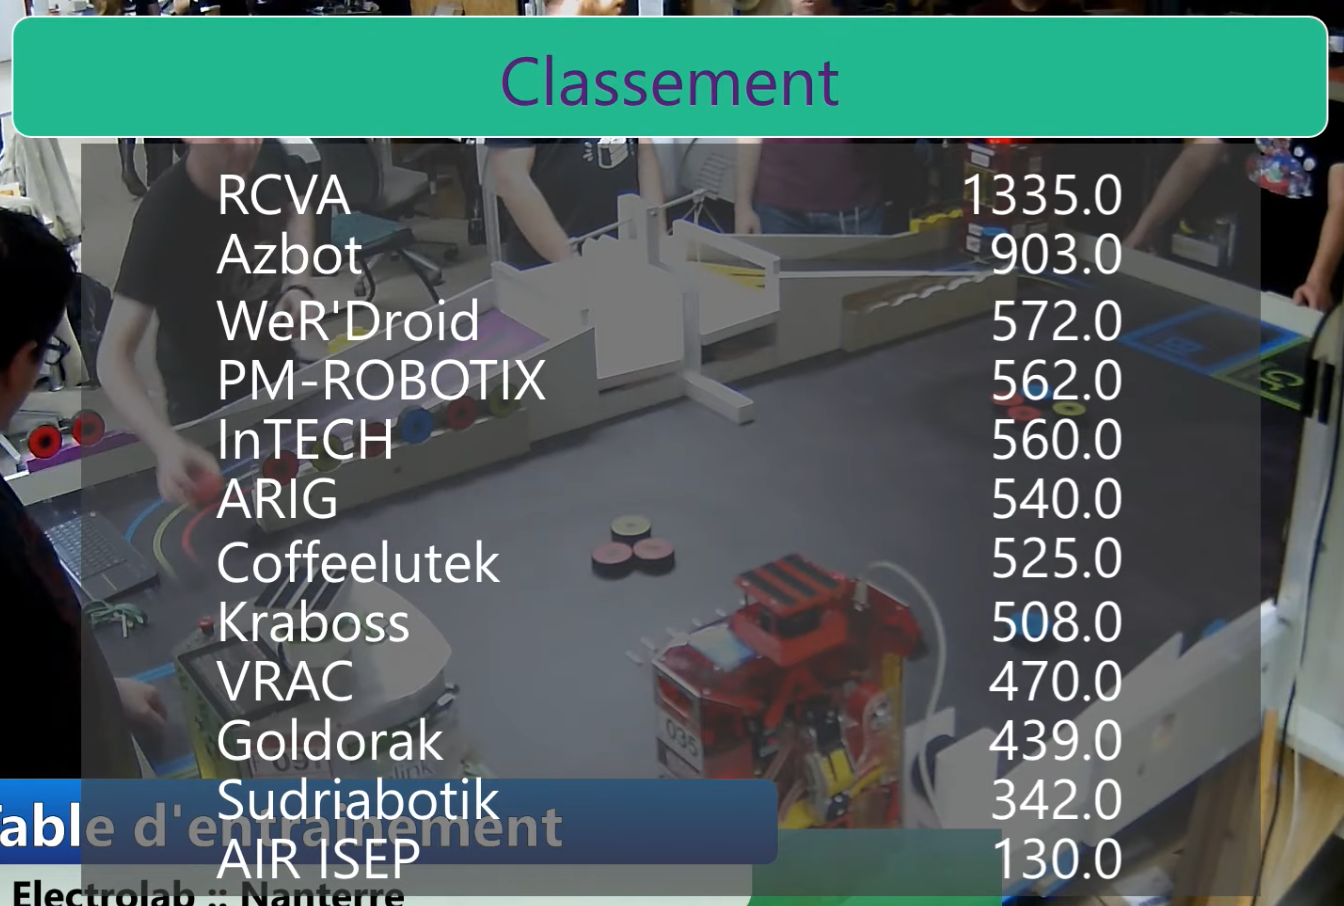 Classement
RCVA 1335.0
Azbot 903.0
WeR'Droid 572.0
PM-ROBOTIX 562.0
InTECH 560.0
ARIG 540.0
Coffeelutek 525.0
Kraboss 508.0
VRAC 470.0
Goldorak 439.0
Sudriabotik 342.0
AIR ISEP 130.0
Table d'entrainement
Electrolab :: Nanterre
035